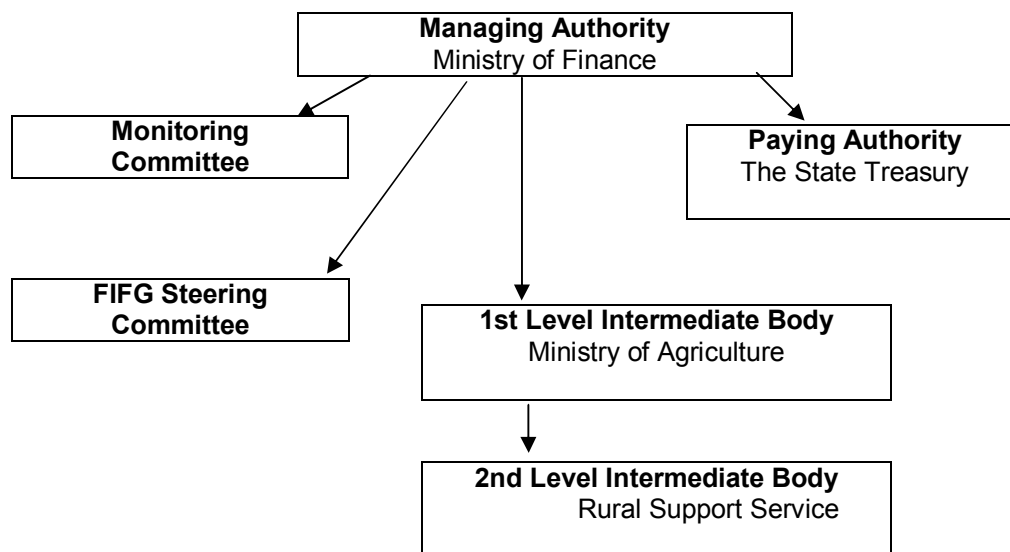 Managing Authority
Ministry of Finance
Monitoring
Committee
Paying Authority
The State Treasury
FIFG Steering
Committee
1st Level Intermediate Body
Ministry of Agriculture
2nd Level Intermediate Body
Rural Support Service